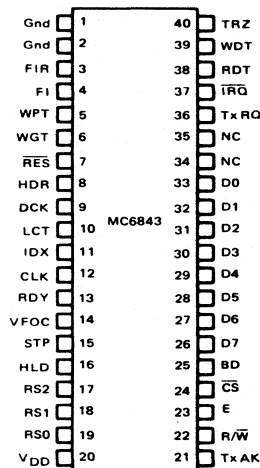 Gnd 1 40 TRZ
Gnd 2 39 WDT
FIR 3 38 RDT
FI 4 37 IRQ
WPT 5 36 TxRQ
WGT 6 35 NC
RES 7 34 NC
HDR 8 33 D0
DCK 9 32 D1
LCT 10 MC6843 31 D2
IDX 11 30 D3
CLK 12 29 D4
RDY 13 28 D5
VFOC 14 27 D6
STP 15 26 D7
HLD 16 25 BD
RS2 17 24 CS
RS1 18 23 E
RS0 19 22 R/W
VDD 20 21 TxAK